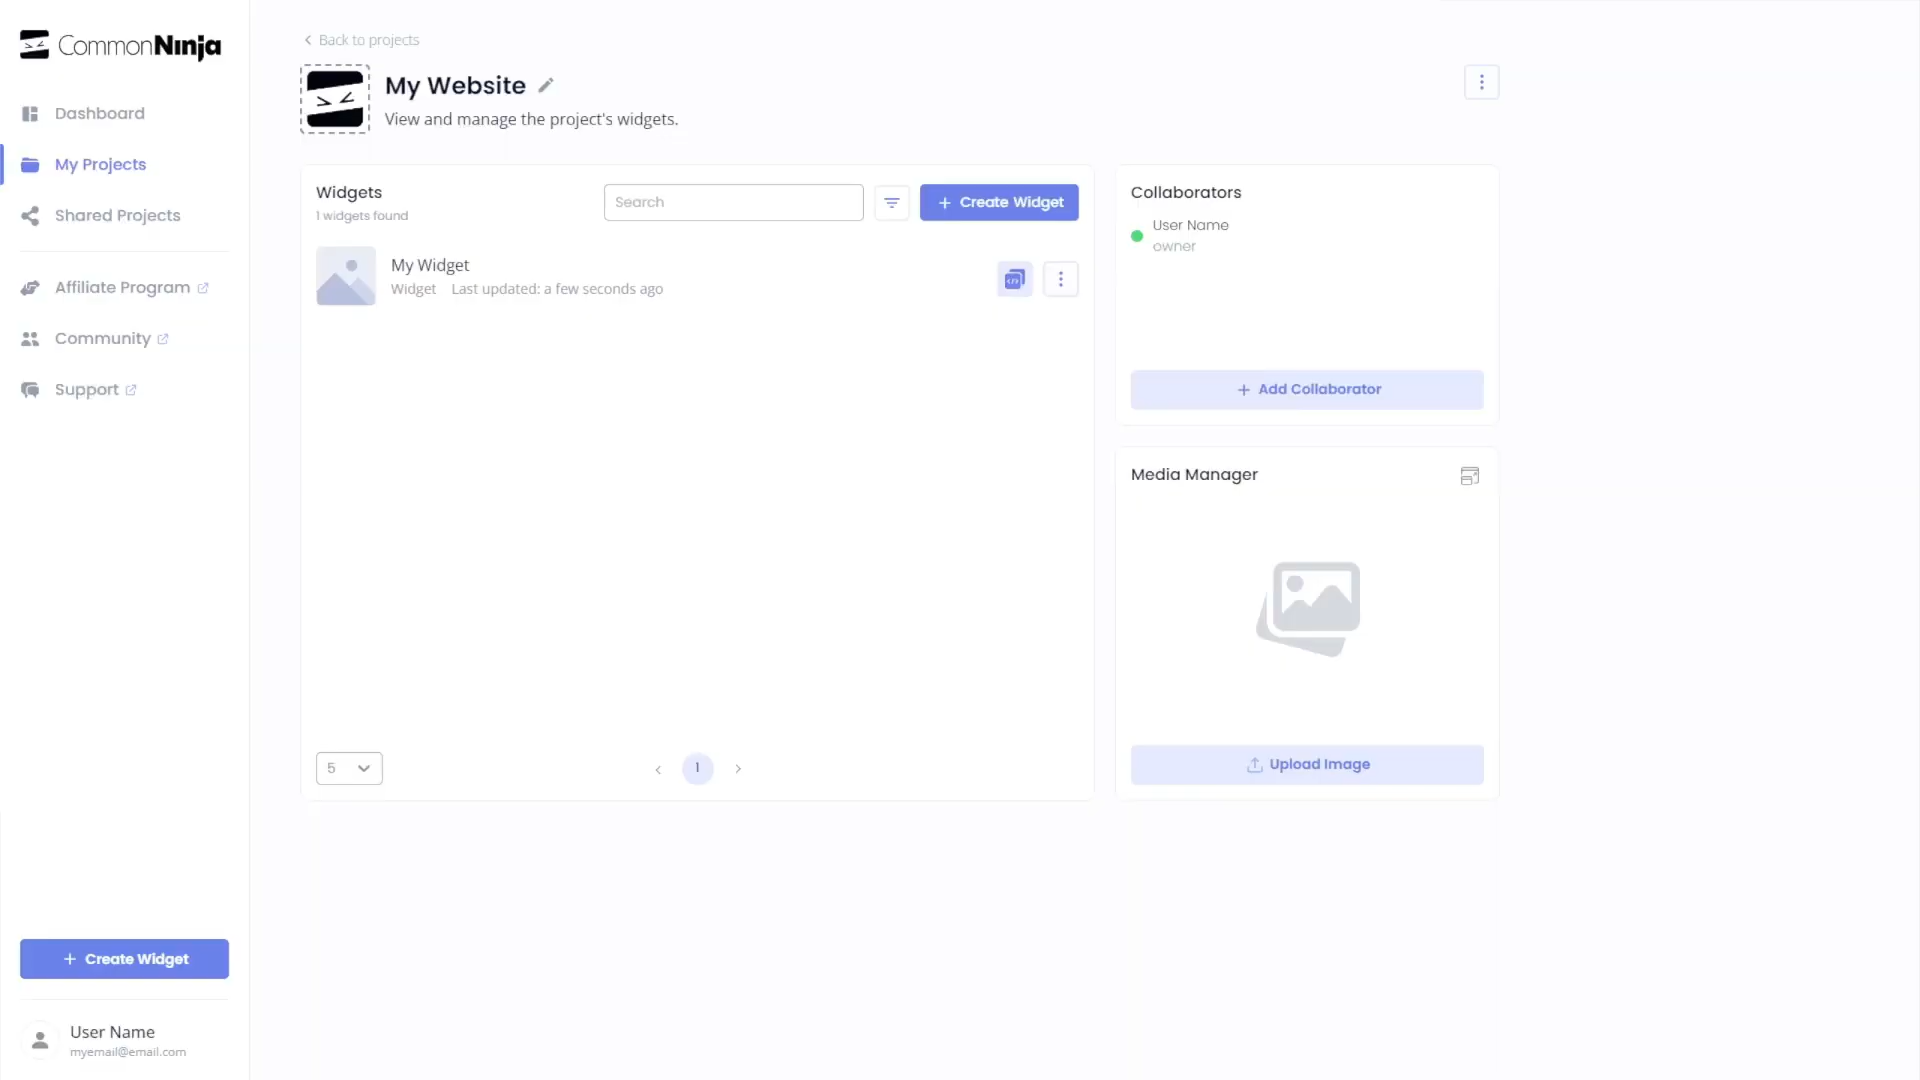 CommonNinja
Dashboard
My Projects
Shared Projects
Affiliate Program
Community
Support
Create Widget
User Name
myemail@email.com
Back to projects
My Website
View and manage the project's widgets.
Widgets
1 widgets found
Search
Create Widget
My Widget
Widget Last updated: a few seconds ago
5
1
Collaborators
User Name
owner
Add Collaborator
Media Manager
Upload Image